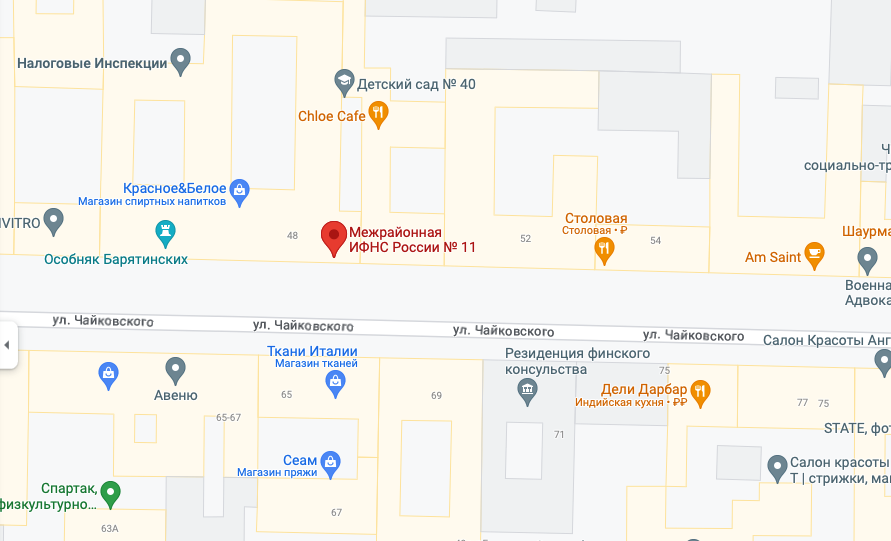 Налоговые Инспекции
Детский сад № 40
Chloe Cafe
Красное&Белое
Магазин спиртных напитков
Ч
социально-тр
IVITRO
Особняк Барятинских
48
Межрайонная
ИФНС России № 11
52
Столовая
Столовая • ₽
54
Am Saint
Шаурма
Военна
Адвока
ул. Чайковского
ул. Чайковского
ул. Чайковского
ул. Чайковского
Салон Красоты Анг
Ткани Италии
Магазин тканей
Резиденция финского
консульства
75
Авеню
65
69
Дели Дарбар
Индийская кухня • ₽₽
77
75
65-67
71
STATE, фот
Сеам
Магазин пряжи
Салон красоты
Т | стрижки, ма
Спартак,
физкультурно...
67
63А